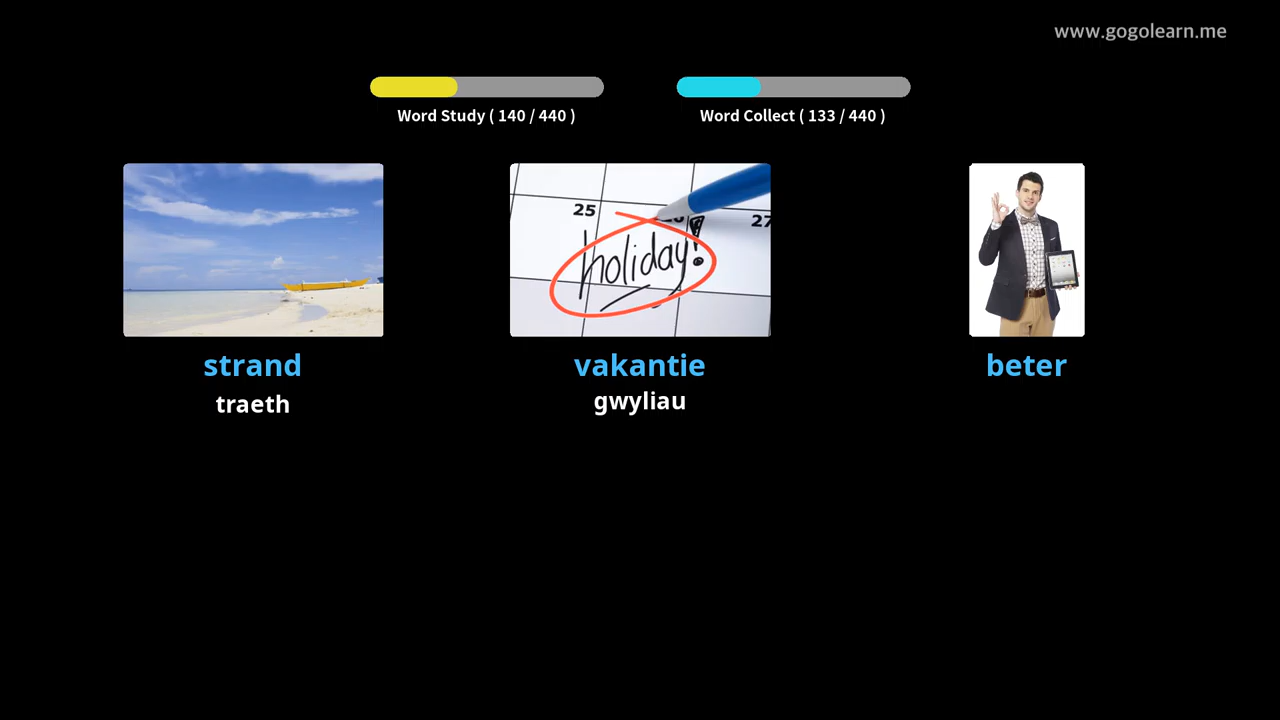 www.gogolearn.me
Word Study ( 140 / 440 )
Word Collect ( 133 / 440 )
25
27
holiday!
strand
vakantie
beter
traeth
gwyliau